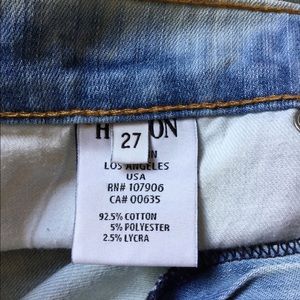 27
LOS ANGELES
USA
RN# 107906
CA# 00635
92.5% COTTON
5% POLYESTER
2.5% LYCRA